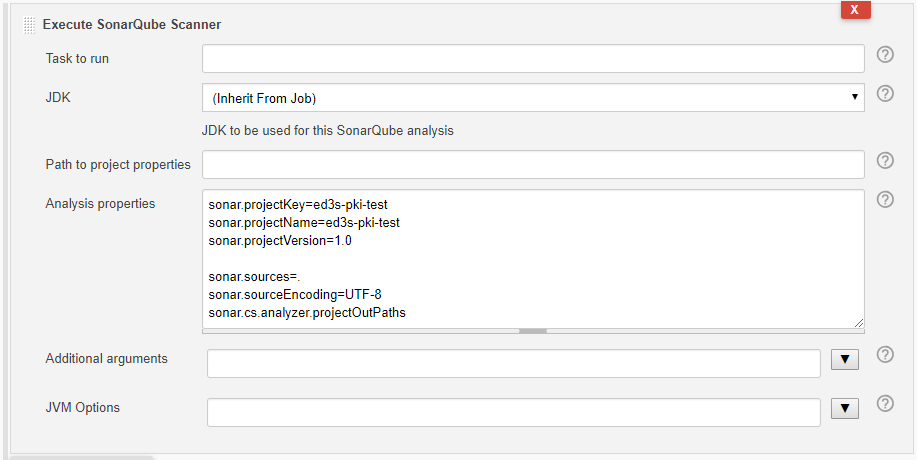 X
Execute SonarQube Scanner
Task to run
?
JDK
(Inherit From Job)
?
JDK to be used for this SonarQube analysis
Path to project properties
?
Analysis properties
?
sonar.projectKey=ed3s-pki-test
sonar.projectName=ed3s-pki-test
sonar.projectVersion=1.0
sonar.sources=.
sonar.sourceEncoding=UTF-8
sonar.cs.analyzer.projectOutPaths
Additional arguments
?
JVM Options
?